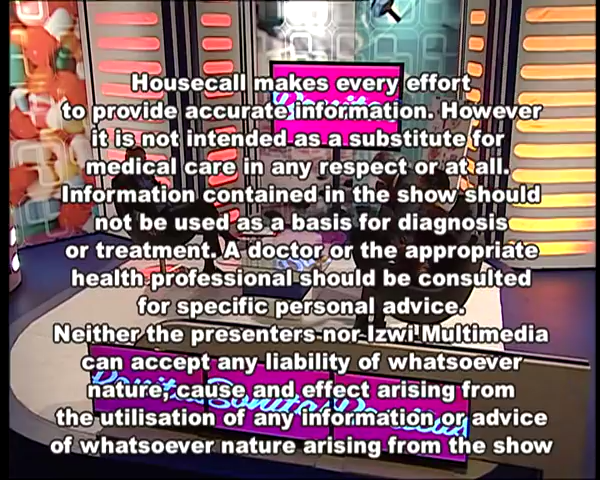 Housecall makes every effort
to provide accurate information. However
it is not intended as a substitute for
medical care in any respect or at all.
Information contained in the show should
not be used as a basis for diagnosis
or treatment. A doctor or the appropriate
health professional should be consulted
for specific personal advice.
Neither the presenters nor Izwi Multimedia
can accept any liability of whatsoever
nature, cause and effect arising from
the utilisation of any information or advice
of whatsoever nature arising from the show